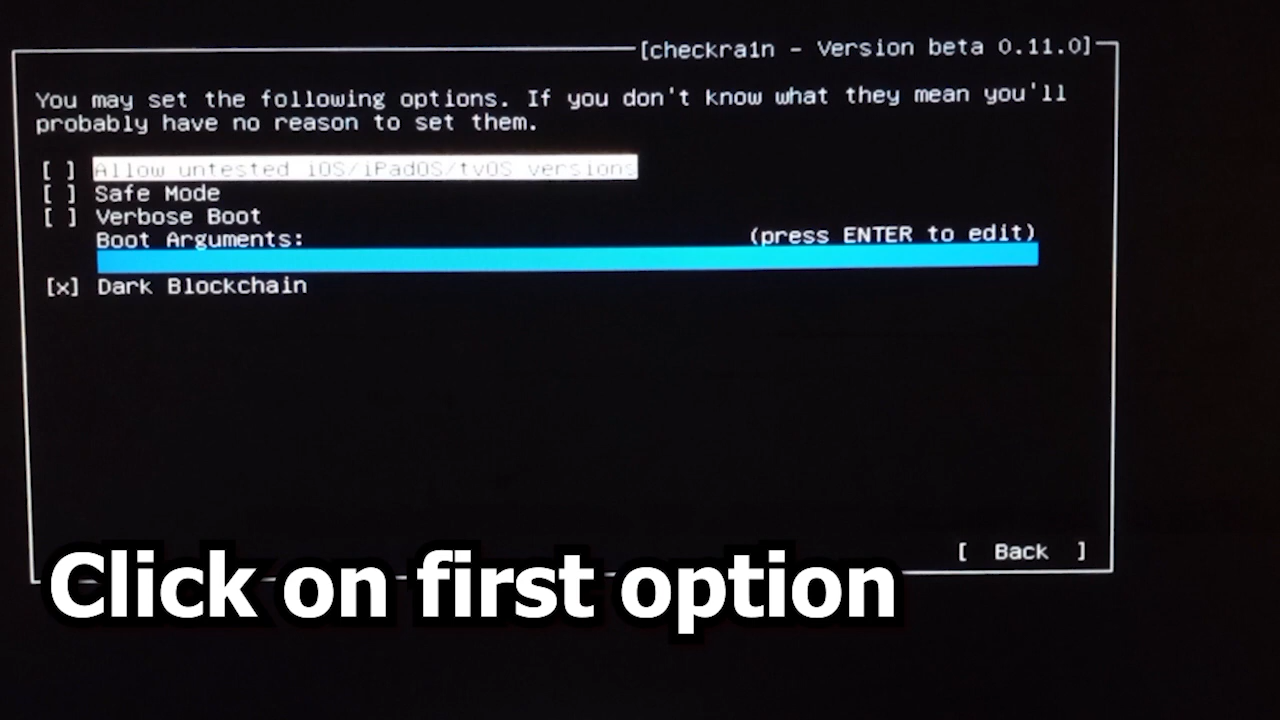 [checkra1n - Version beta 0.11.0]
You may set the following options. If you don't know what they mean you'll
probably have no reason to set them.
[ ] Allow untested iOS/iPadOS/tvOS versions
[ ] Safe Mode
[ ] Verbose Boot
Boot Arguments: (press ENTER to edit)
[x] Dark Blockchain
[ Back ]
Click on first option